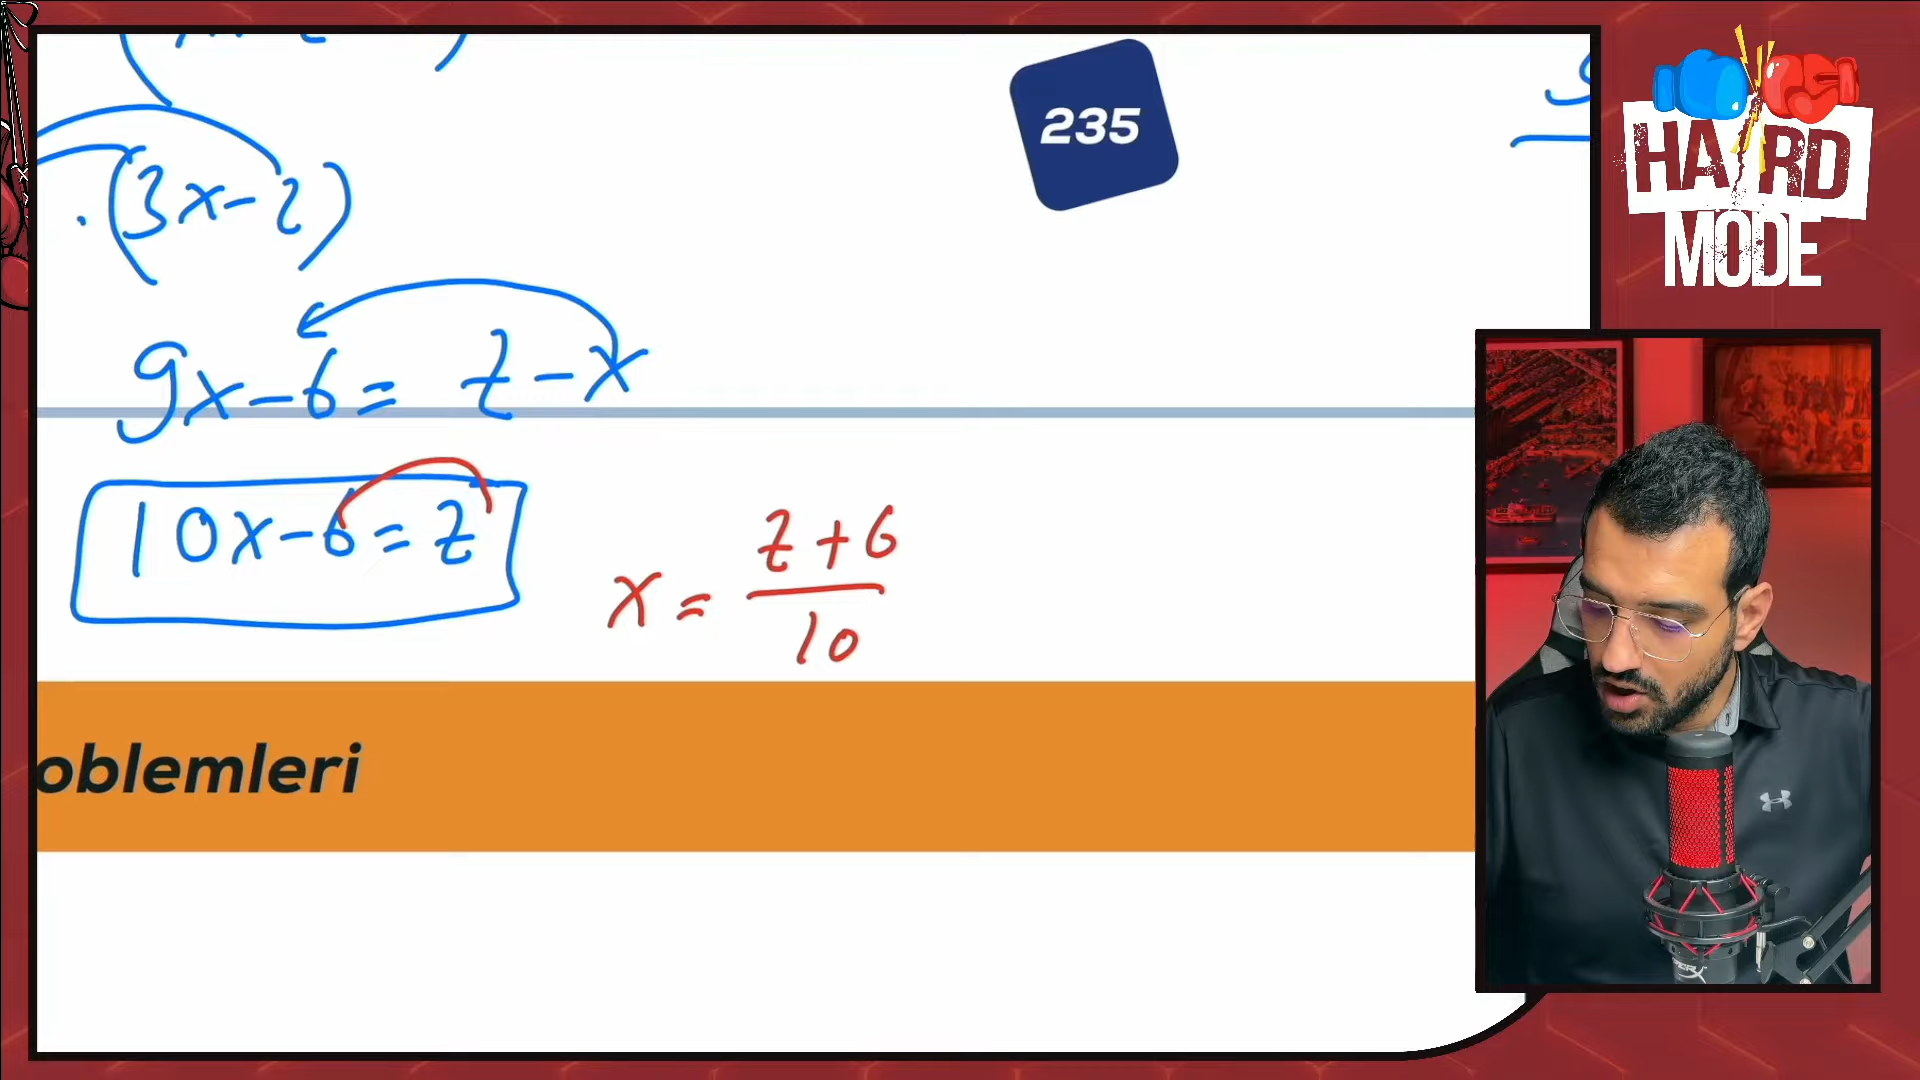 235
HARD
MODE
.(3x-2)
9x-6= z-x
10x-6=z
x= z+6
10
oblemleri